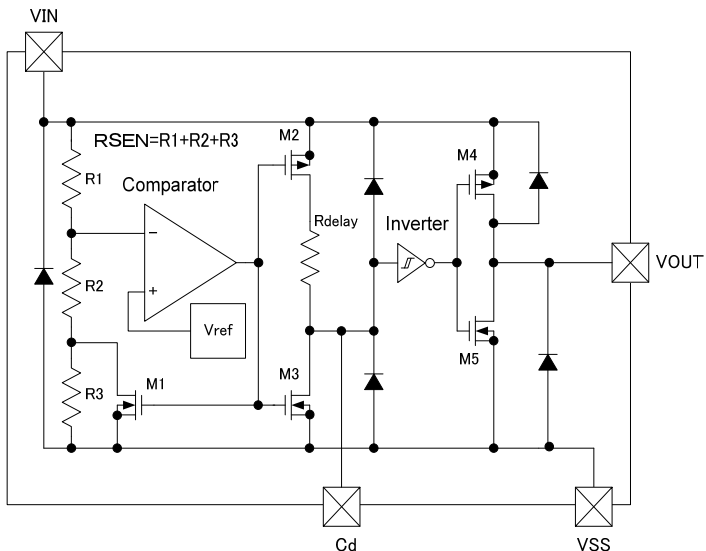 VIN
RSEN=R1+R2+R3
M2
M4
R1
Comparator
Rdelay
Inverter
−
VOUT
R2
+
Vref
M5
R3
M1
M3
Cd
VSS